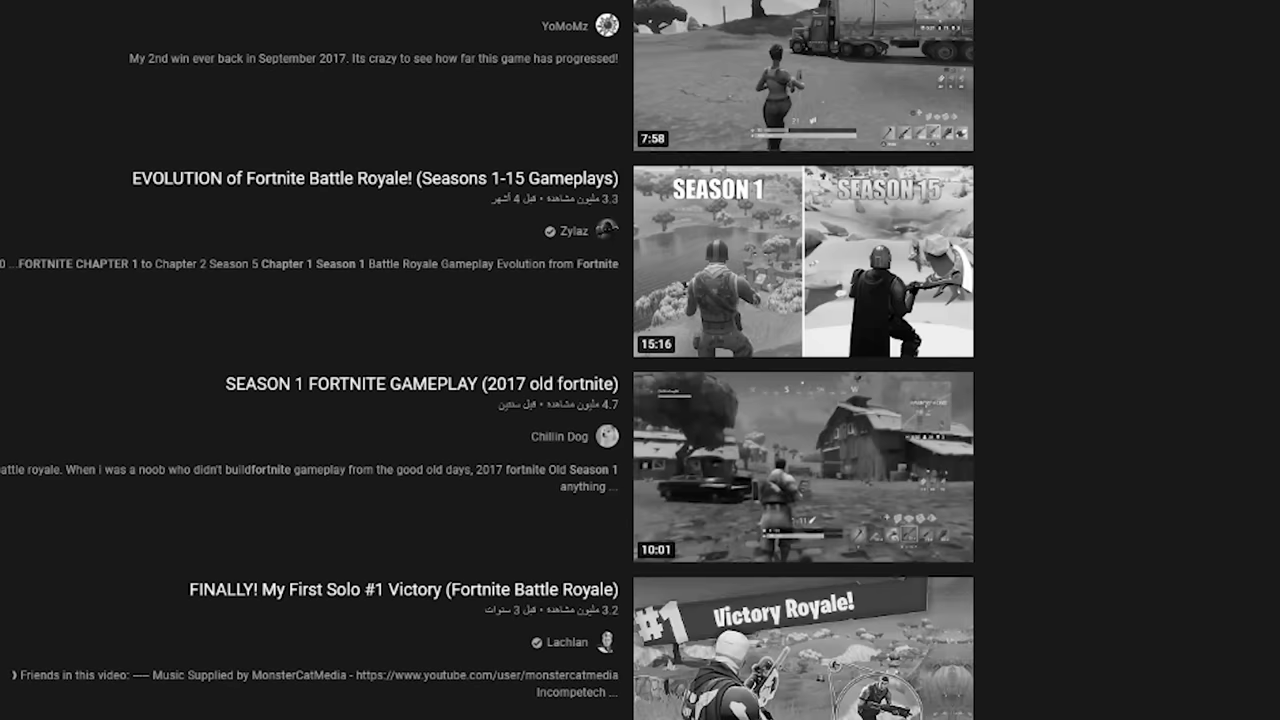 YoMoMz
My 2nd win ever back in September 2017. Its crazy to see how far this game has progressed!
7:58
EVOLUTION of Fortnite Battle Royale! (Seasons 1-15 Gameplays)
3.3 مليون مشاهدة • قبل 4 أشهر
Zylaz
0 ...FORTNITE CHAPTER 1 to Chapter 2 Season 5 Chapter 1 Season 1 Battle Royale Gameplay Evolution from Fortnite
SEASON 1
SEASON 15
15:16
SEASON 1 FORTNITE GAMEPLAY (2017 old fortnite)
4.7 مليون مشاهدة • قبل سنتين
Chillin Dog
attle royale. When i was a noob who didn't buildfortnite gameplay from the good old days, 2017 fortnite Old Season 1
anything ...
10:01
FINALLY! My First Solo #1 Victory (Fortnite Battle Royale)
3.2 مليون مشاهدة • قبل 3 سنوات
Lachlan
Friends in this video: ---- Music Supplied by MonsterCatMedia - https://www.youtube.com/user/monstercatmedia
Incompetech ...
#1 Victory Royale!